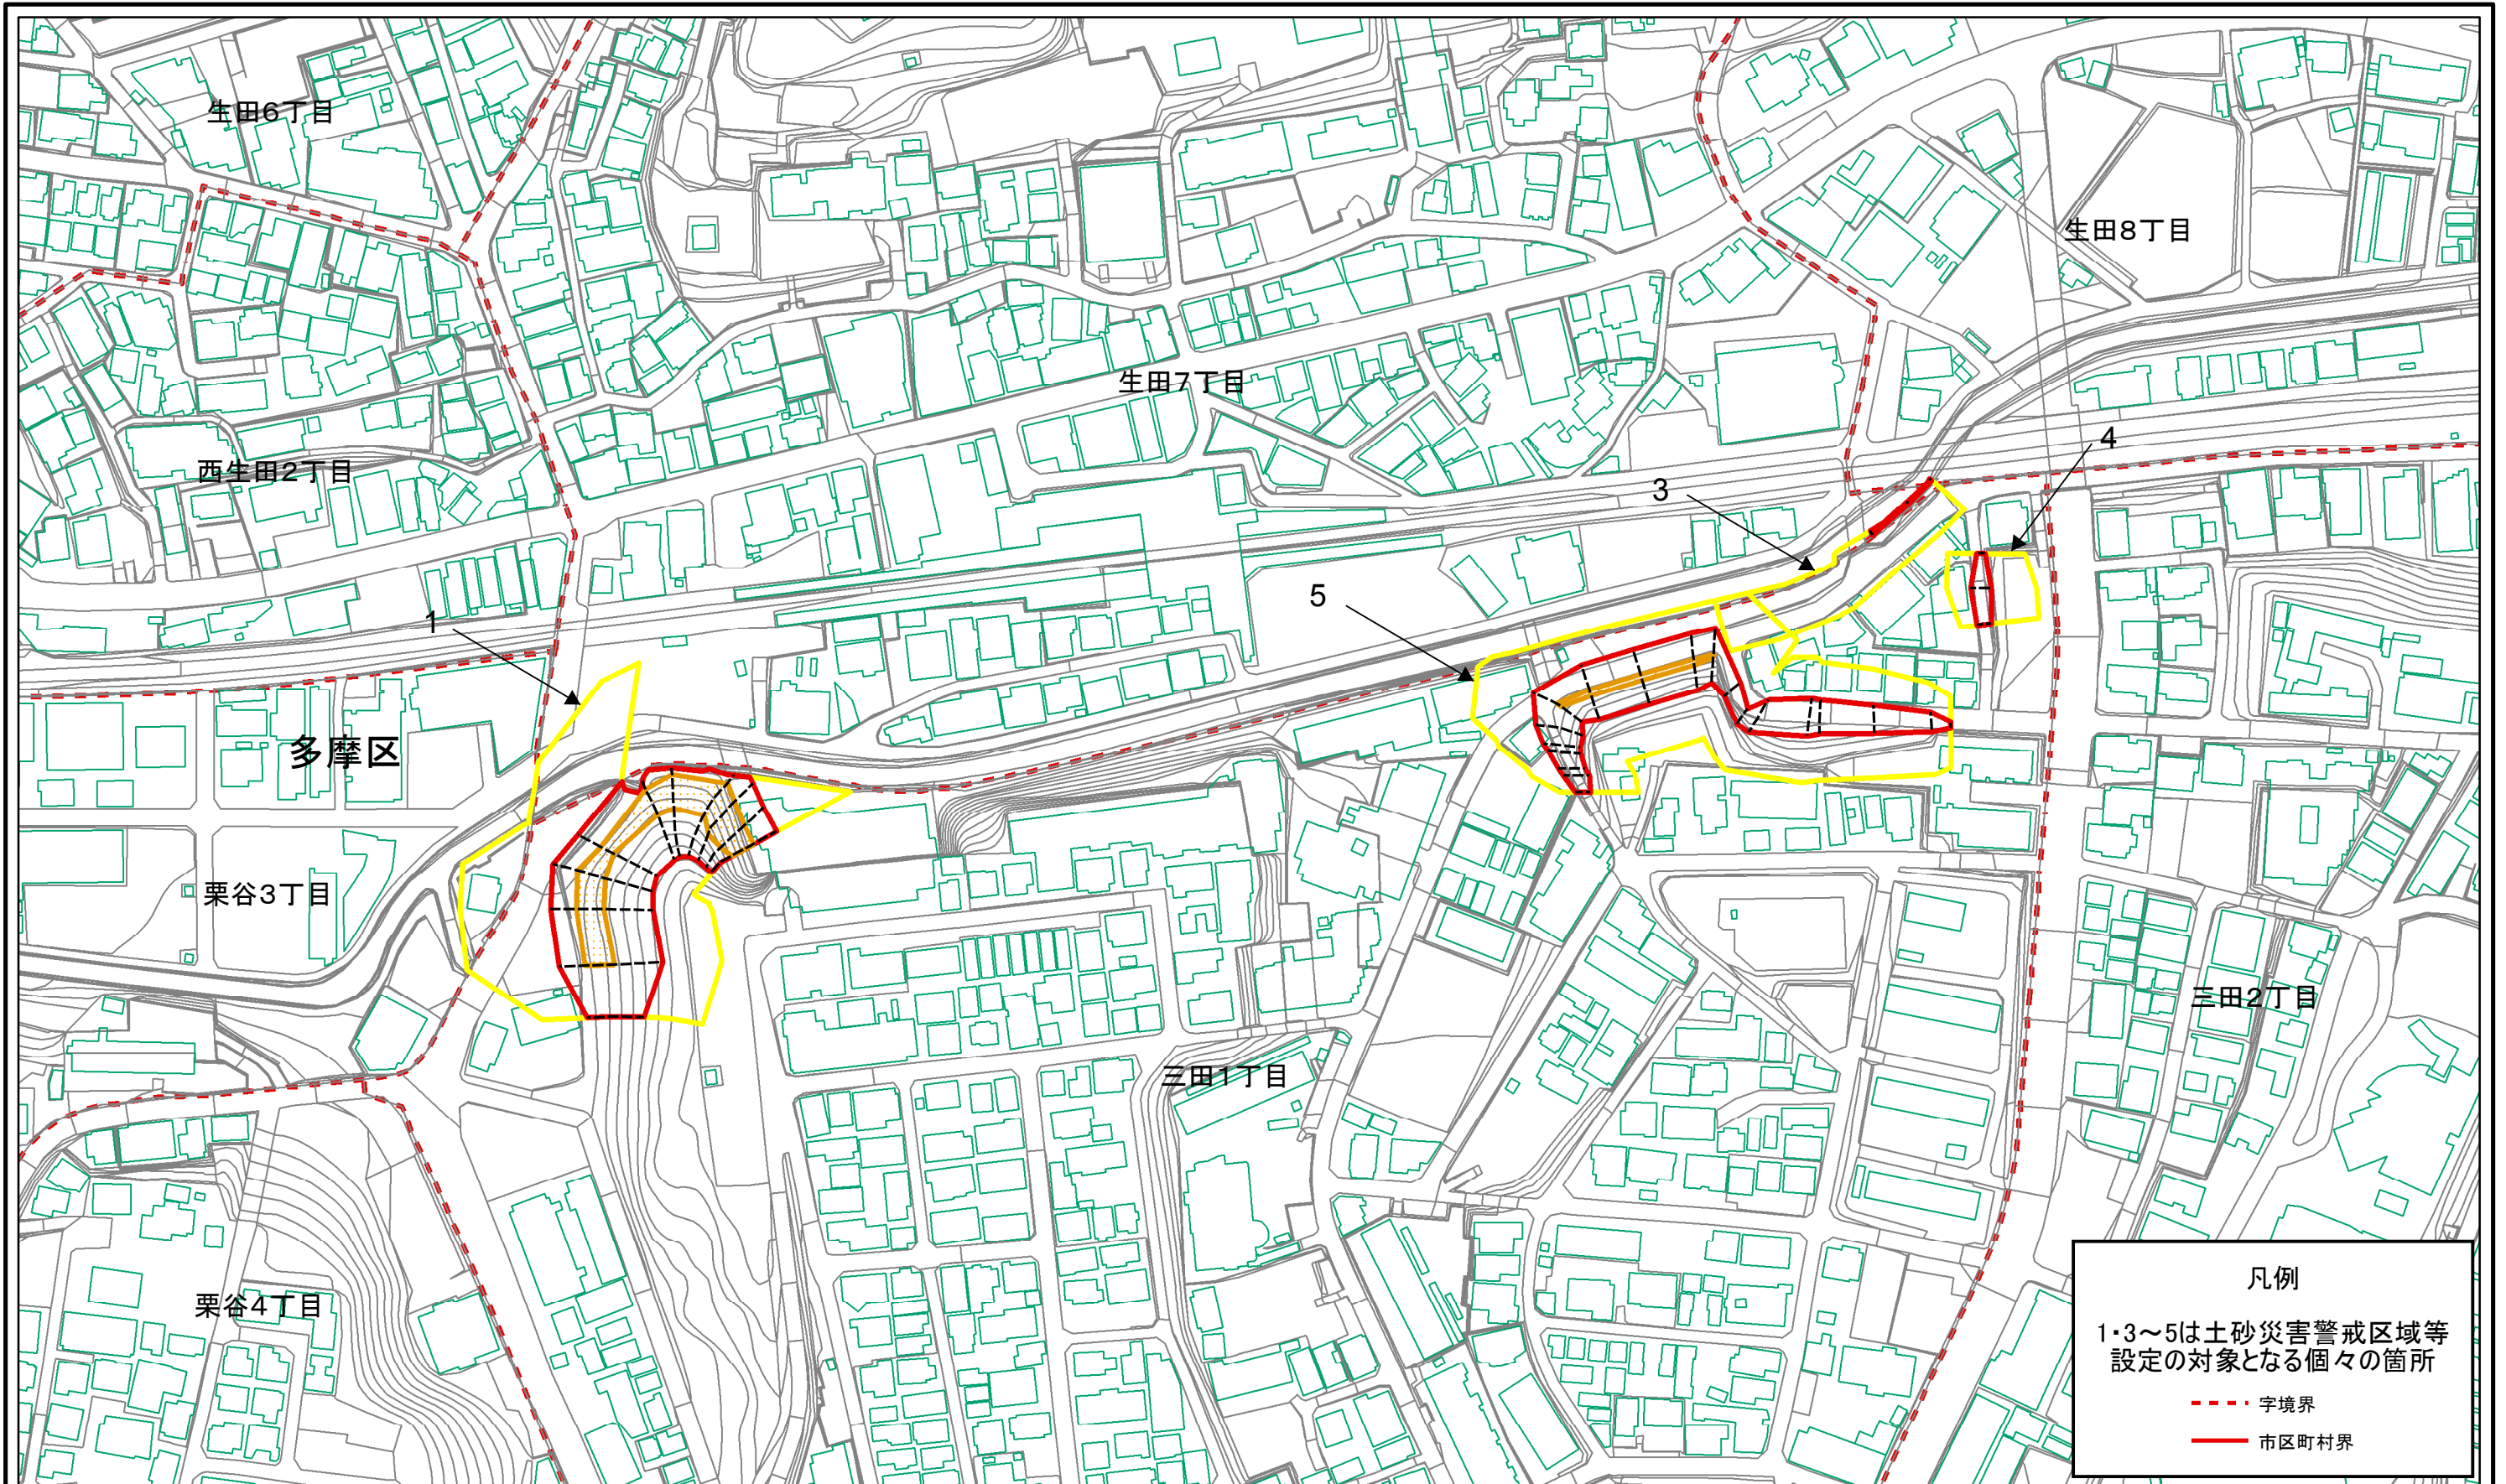 生田6丁目
生田8丁目
生田7丁目
西生田2丁目
4
3
5
1
多摩区
栗谷3丁目
三田2丁目
三田1丁目
栗谷4丁目
凡例
1・3～5は土砂災害警戒区域等
設定の対象となる個々の箇所
字境界
市区町村界